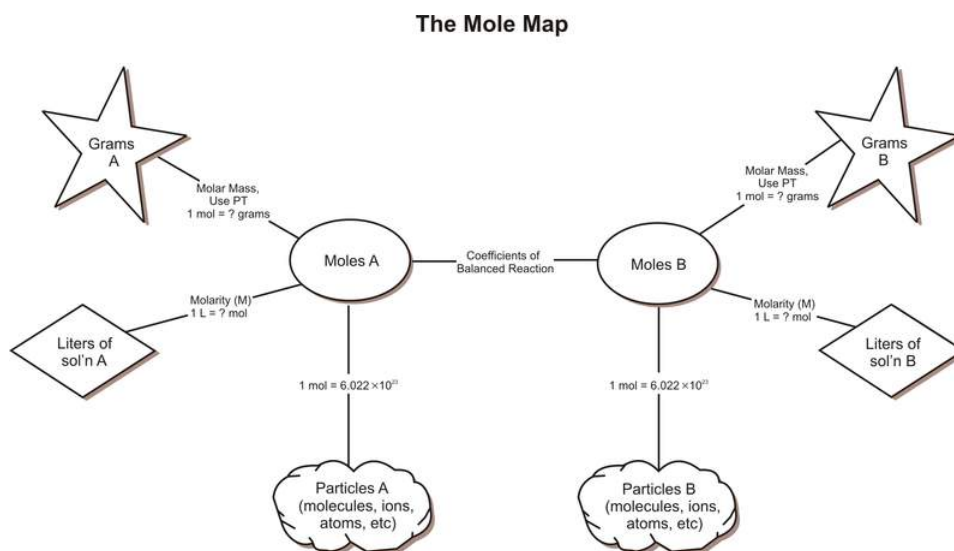 The Mole Map
Grams
A
Grams
B
Molar Mass,
Use PT
1 mol = ? grams
Molar Mass,
Use PT
1 mol = ? grams
Moles A
Coefficients of
Balanced Reaction
Moles B
Molarity (M)
1 L = ? mol
Molarity (M)
1 L = ? mol
Liters of
sol'n A
Liters of
sol'n B
1 mol = 6.022 ×10²³
1 mol = 6.022 ×10²³
Particles A
(molecules, ions,
atoms, etc)
Particles B
(molecules, ions,
atoms, etc)